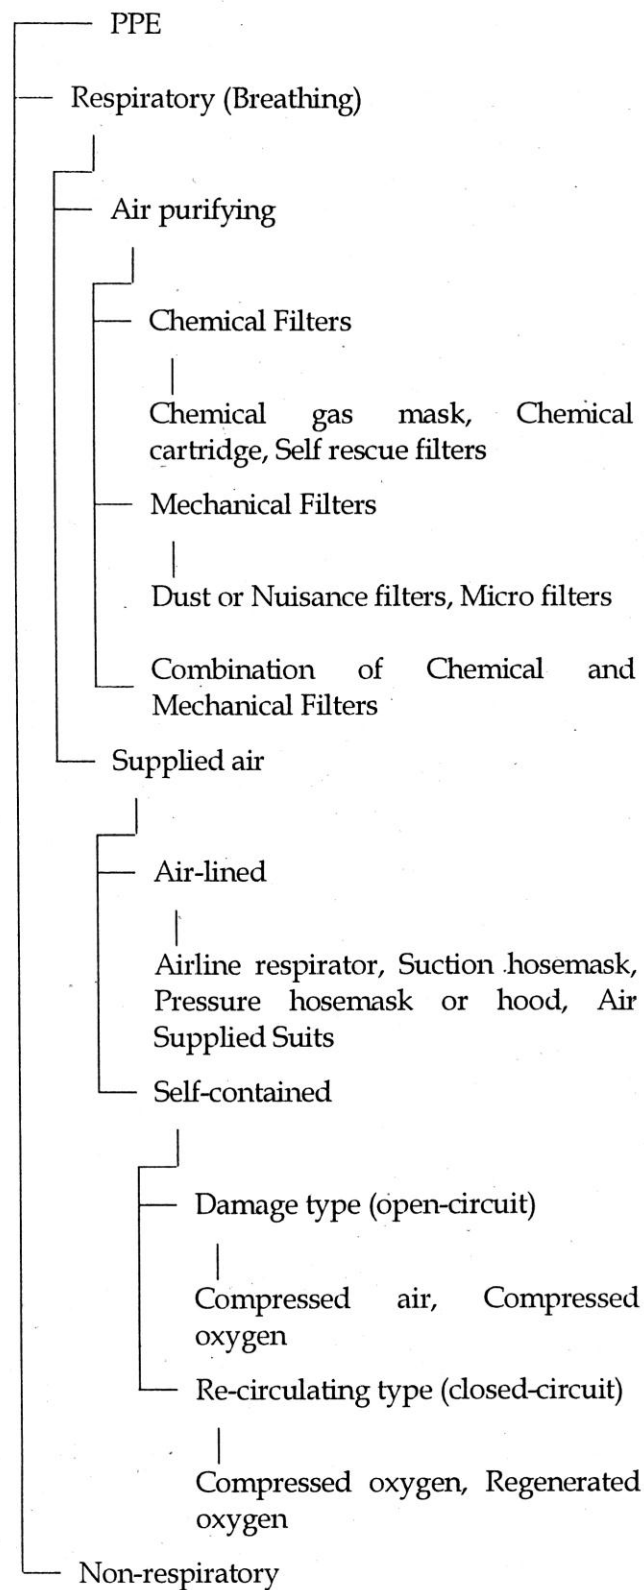 PPE
Respiratory (Breathing)
Air purifying
Chemical Filters
Chemical gas mask, Chemical
cartridge, Self rescue filters
Mechanical Filters
Dust or Nuisance filters, Micro filters
Combination of Chemical and
Mechanical Filters
Supplied air
Air-lined
Airline respirator, Suction hosemask,
Pressure hosemask or hood, Air
Supplied Suits
Self-contained
Damage type (open-circuit)
Compressed air, Compressed
oxygen
Re-circulating type (closed-circuit)
Compressed oxygen, Regenerated
oxygen
Non-respiratory